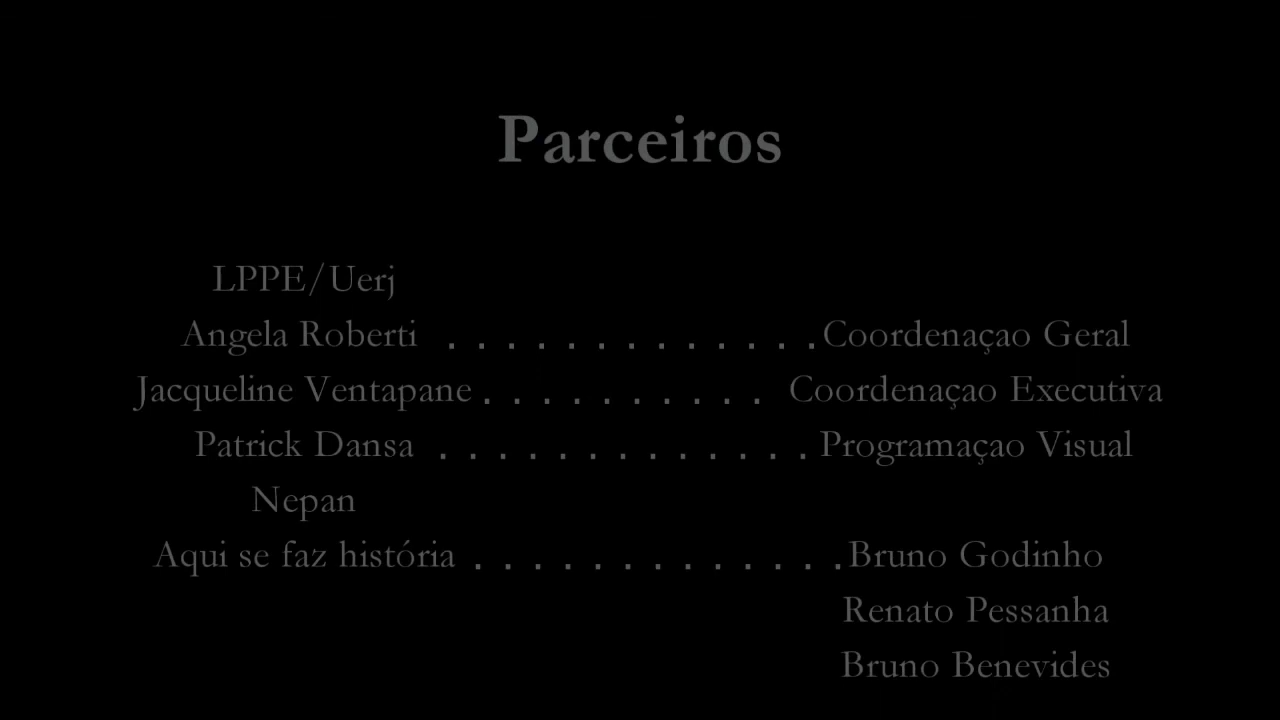 Parceiros
LPPE/Uerj
Angela Roberti . . . . . . . . . . . . . Coordenaçao Geral
Jacqueline Ventapane . . . . . . . . . . Coordenaçao Executiva
Patrick Dansa . . . . . . . . . . . . . Programaçao Visual
Nepan
Aqui se faz história . . . . . . . . . . . . . Bruno Godinho
Renato Pessanha
Bruno Benevides